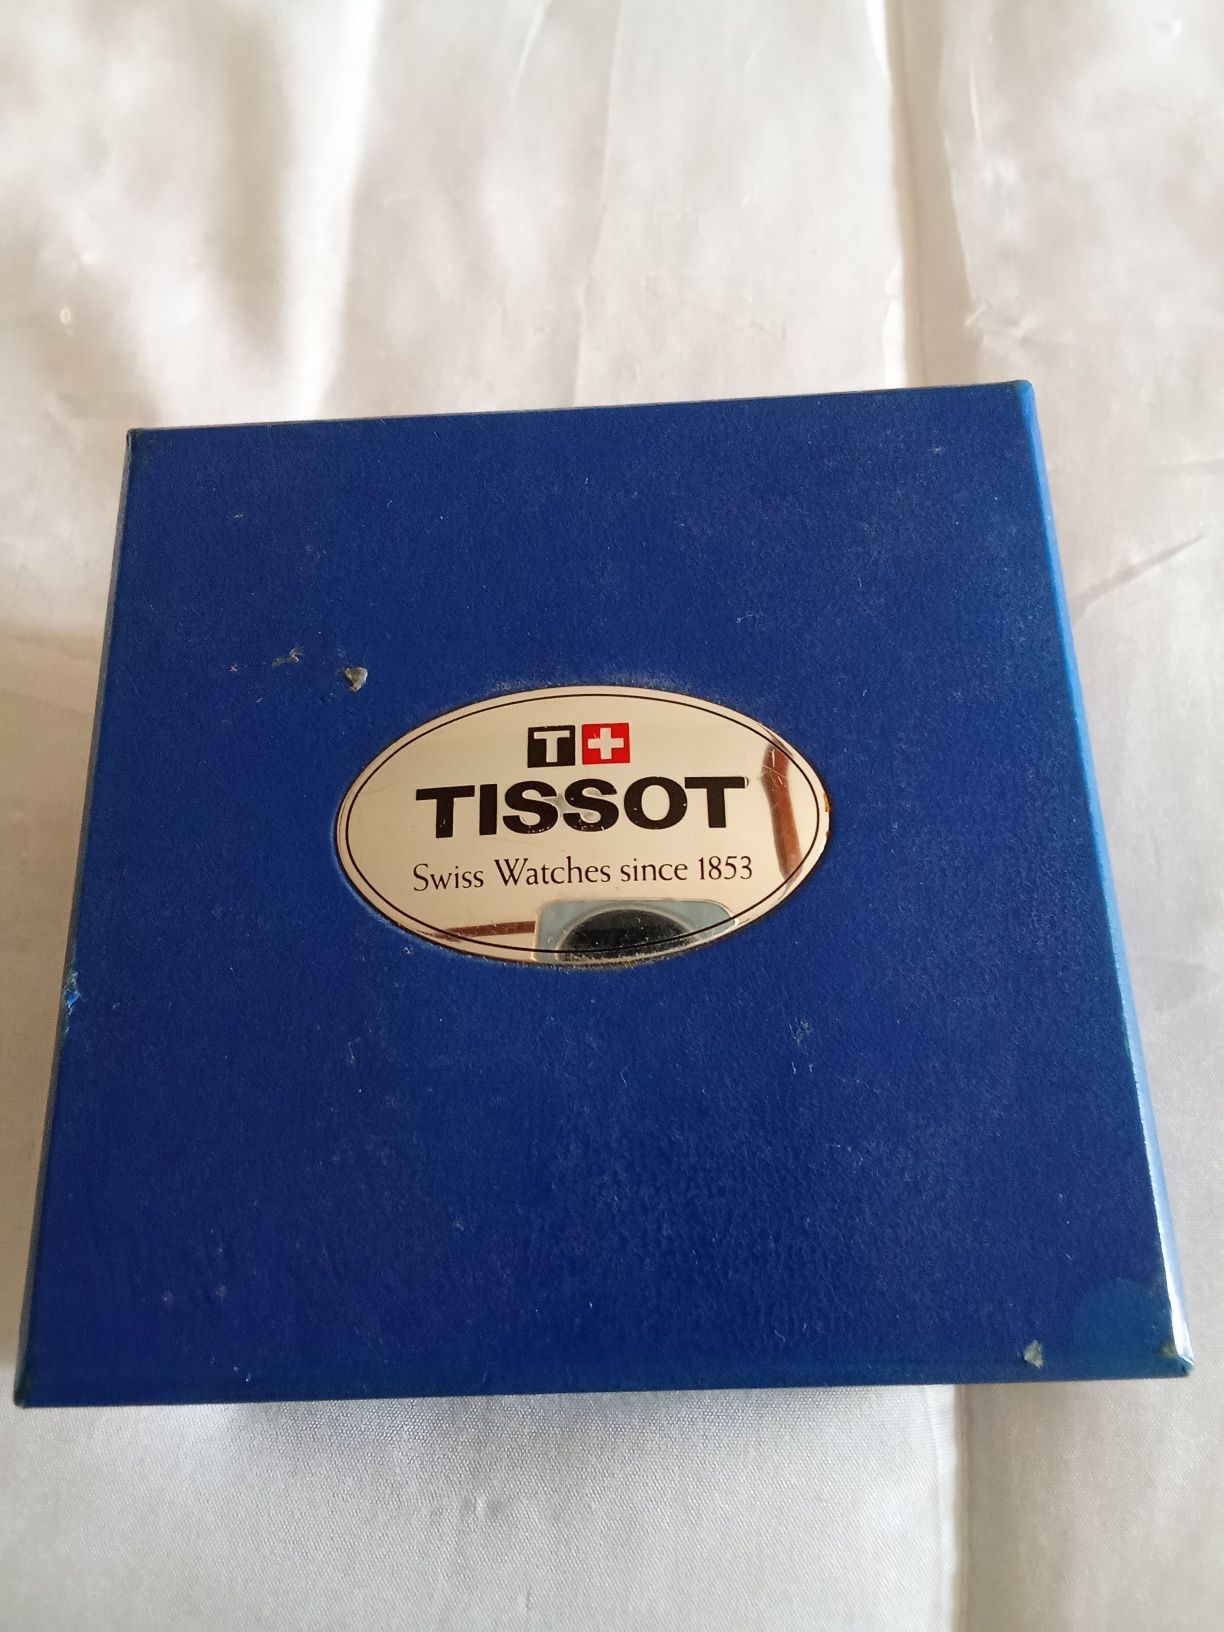 T+
TISSOT
Swiss Watches since 1853